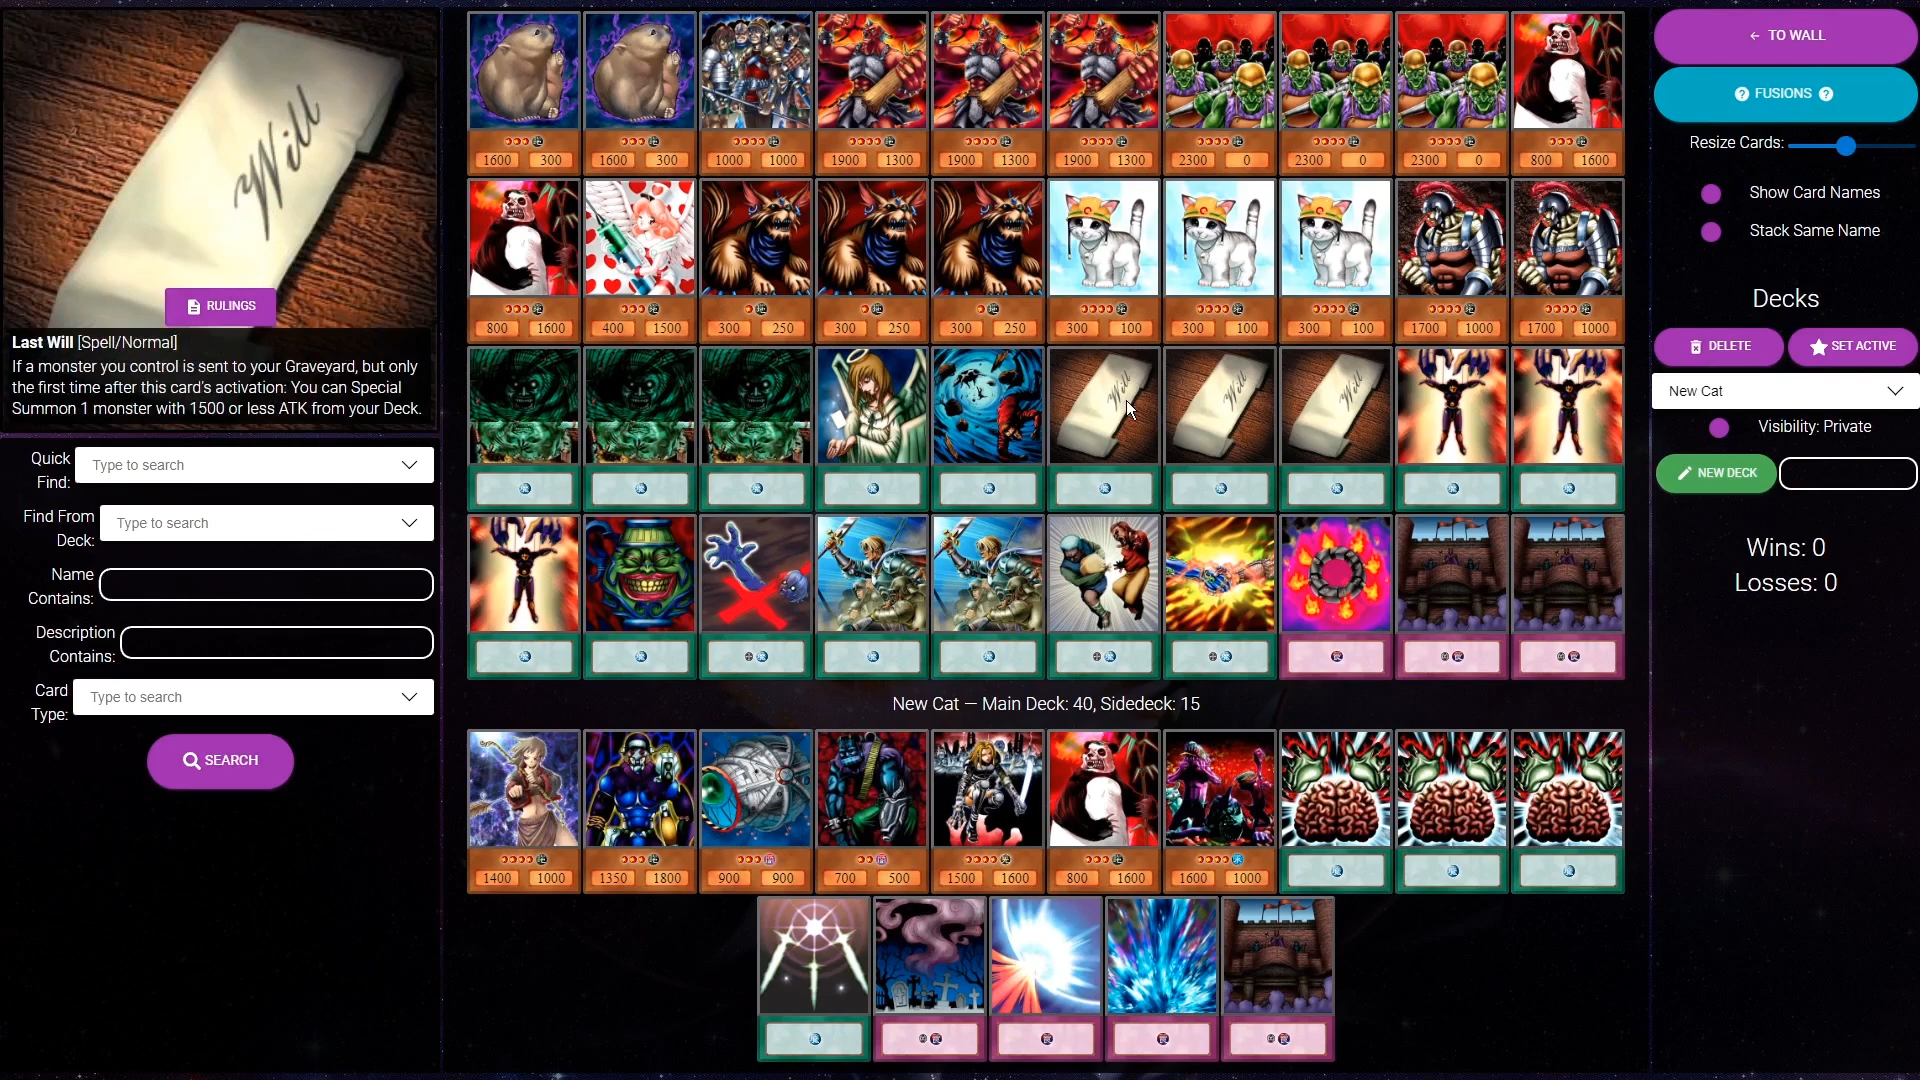 Will
RULINGS
Last Will [Spell/Normal]
If a monster you control is sent to your Graveyard, but only
the first time after this card's activation: You can Special
Summon 1 monster with 1500 or less ATK from your Deck.
Quick Find: Type to search
Find From Deck: Type to search
Name Contains:
Description Contains:
Card Type: Type to search
SEARCH
1600 300 1600 300 1000 1000 1900 1300 1900 1300 1900 1300 2300 0 2300 0 2300 0 800 1600
800 1600 400 1500 300 250 300 250 300 250 300 100 300 100 300 100 1700 1000 1700 1000
Will Will Will
New Cat — Main Deck: 40, Sidedeck: 15
1400 1000 1350 1800 900 900 700 500 1500 1600 800 1600 1600 1000
← TO WALL
? FUSIONS ?
Resize Cards:
Show Card Names
Stack Same Name
Decks
DELETE SET ACTIVE
New Cat
Visibility: Private
NEW DECK
Wins: 0
Losses: 0